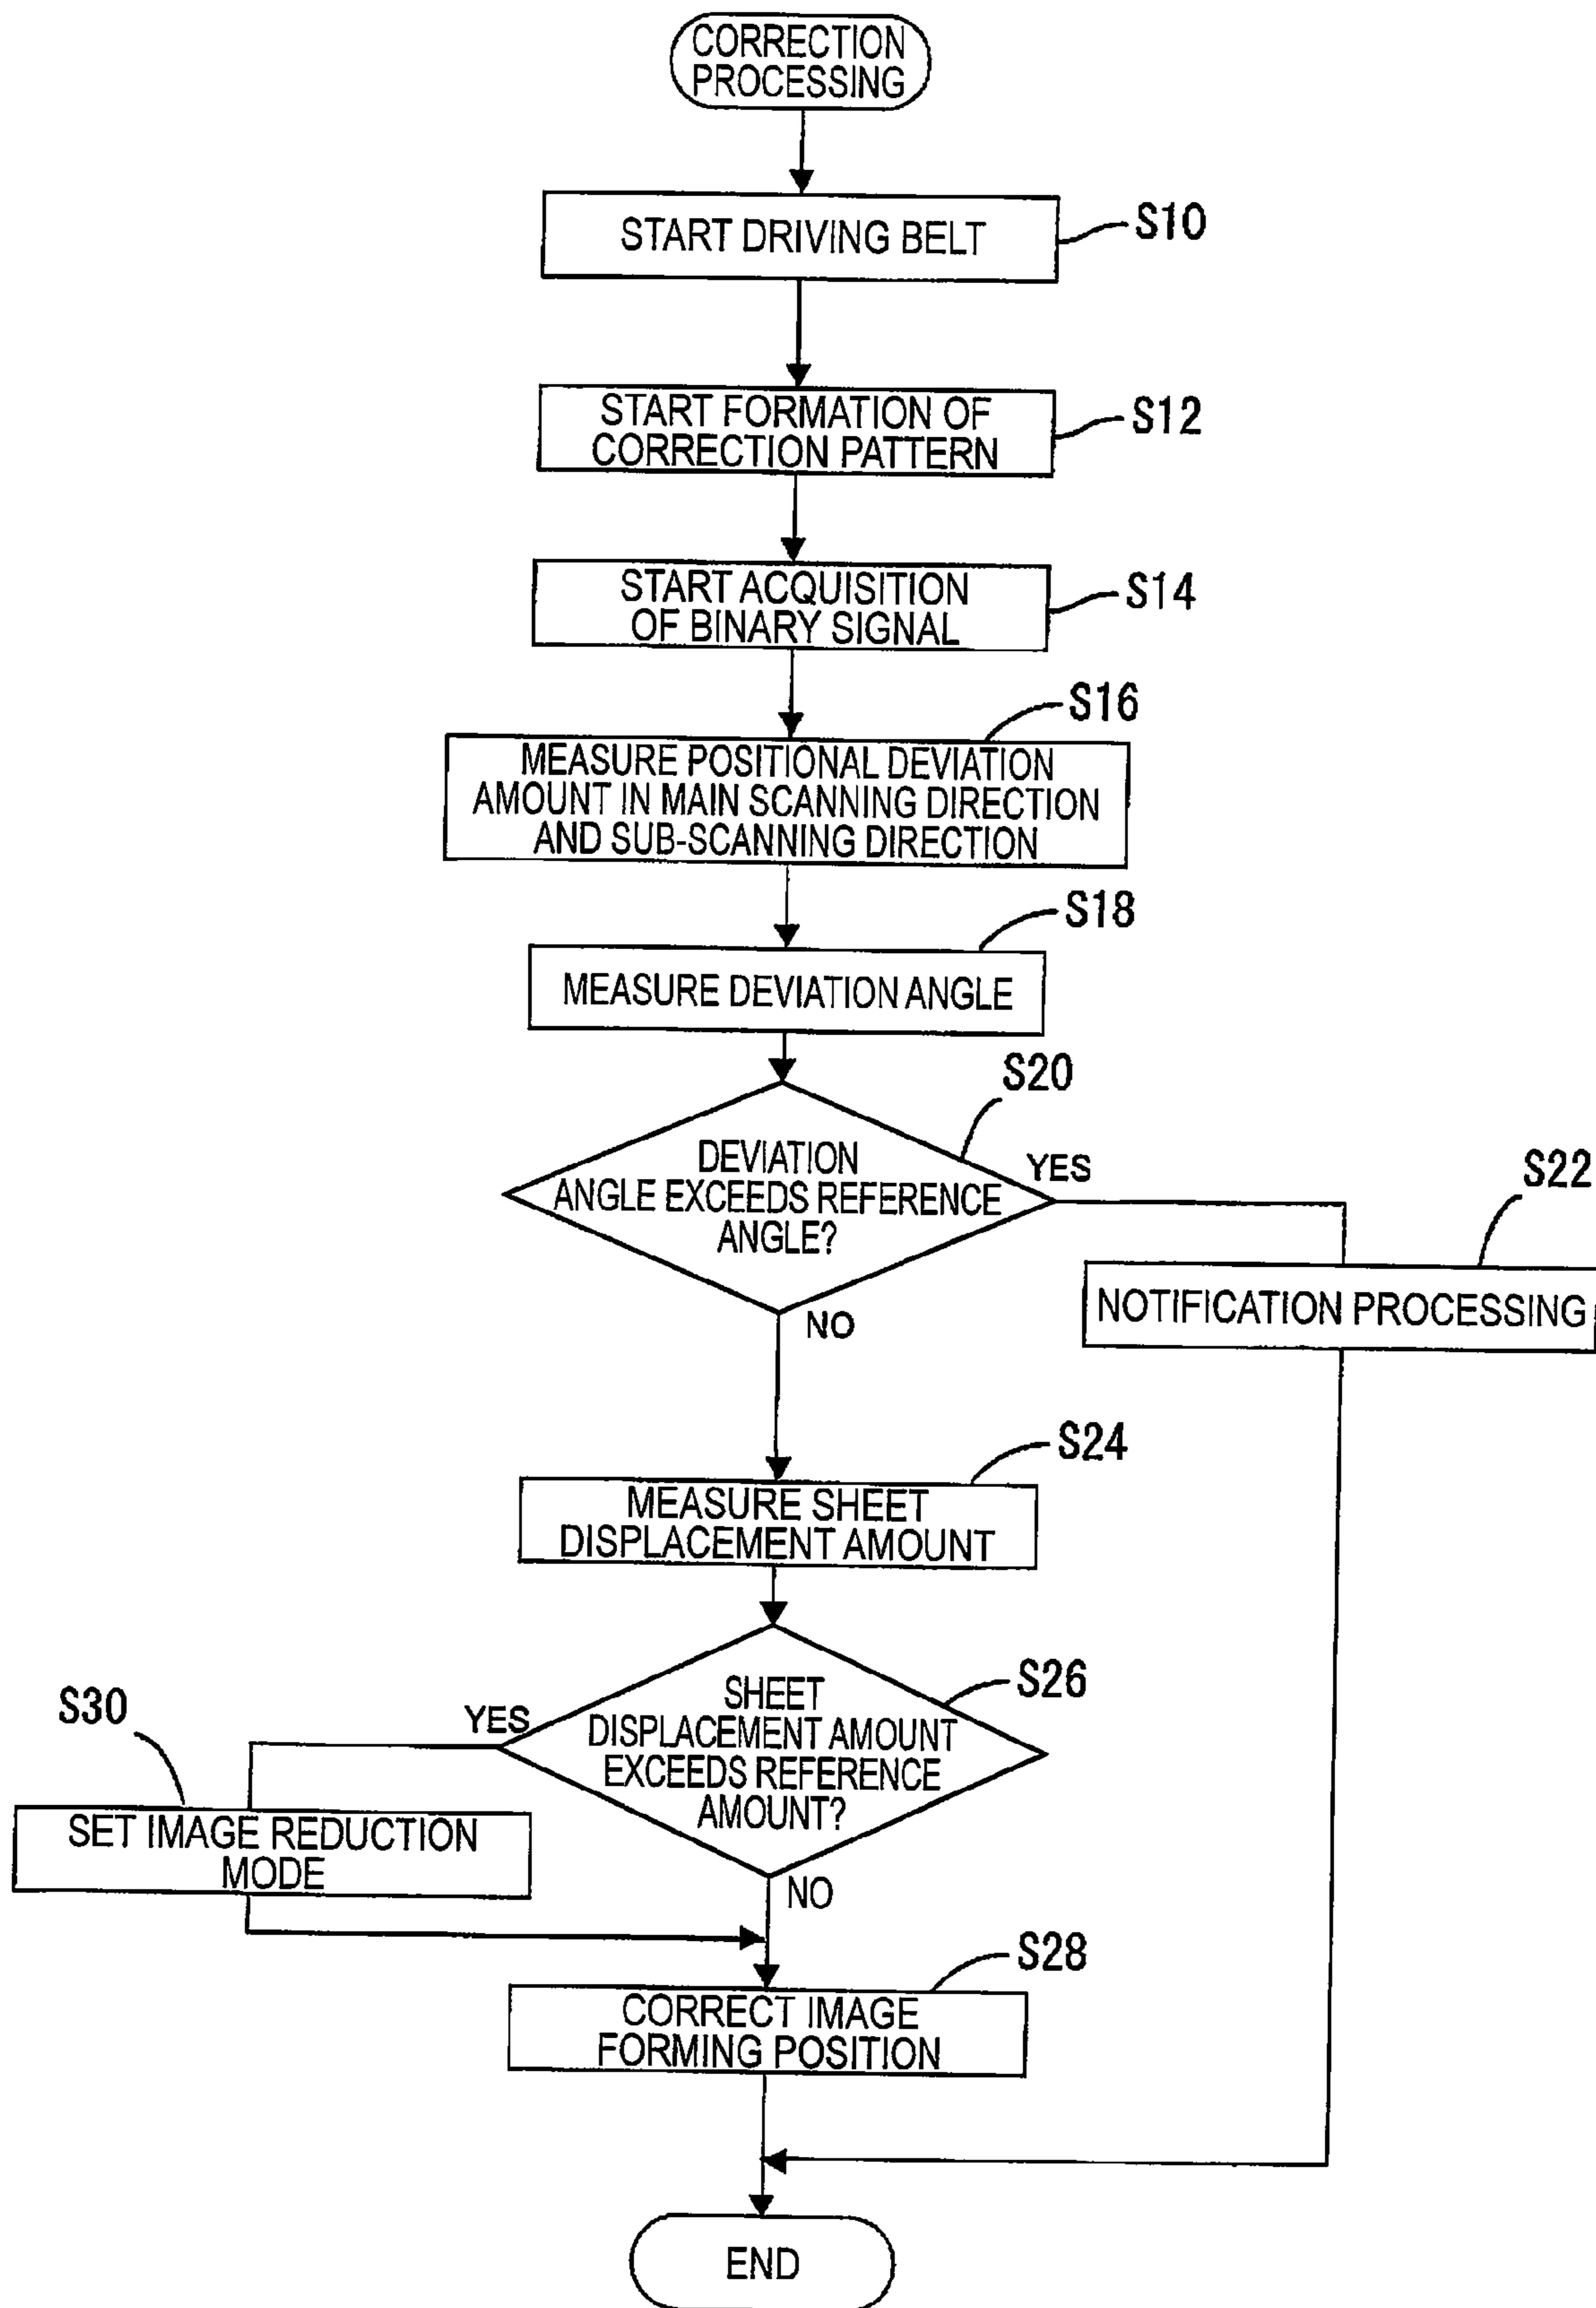 CORRECTION
PROCESSING
START DRIVING BELT
S10
START FORMATION OF
CORRECTION PATTERN
S12
START ACQUISITION
OF BINARY SIGNAL
S14
S16
MEASURE POSITIONAL DEVIATION
AMOUNT IN MAIN SCANNING DIRECTION
AND SUB-SCANNING DIRECTION
S18
MEASURE DEVIATION ANGLE
S20
DEVIATION
ANGLE EXCEEDS REFERENCE
ANGLE?
YES
S22
NOTIFICATION PROCESSING
NO
S24
MEASURE SHEET
DISPLACEMENT AMOUNT
S26
SHEET
DISPLACEMENT AMOUNT
EXCEEDS REFERENCE
AMOUNT?
YES
S30
SET IMAGE REDUCTION
MODE
NO
S28
CORRECT IMAGE
FORMING POSITION
END